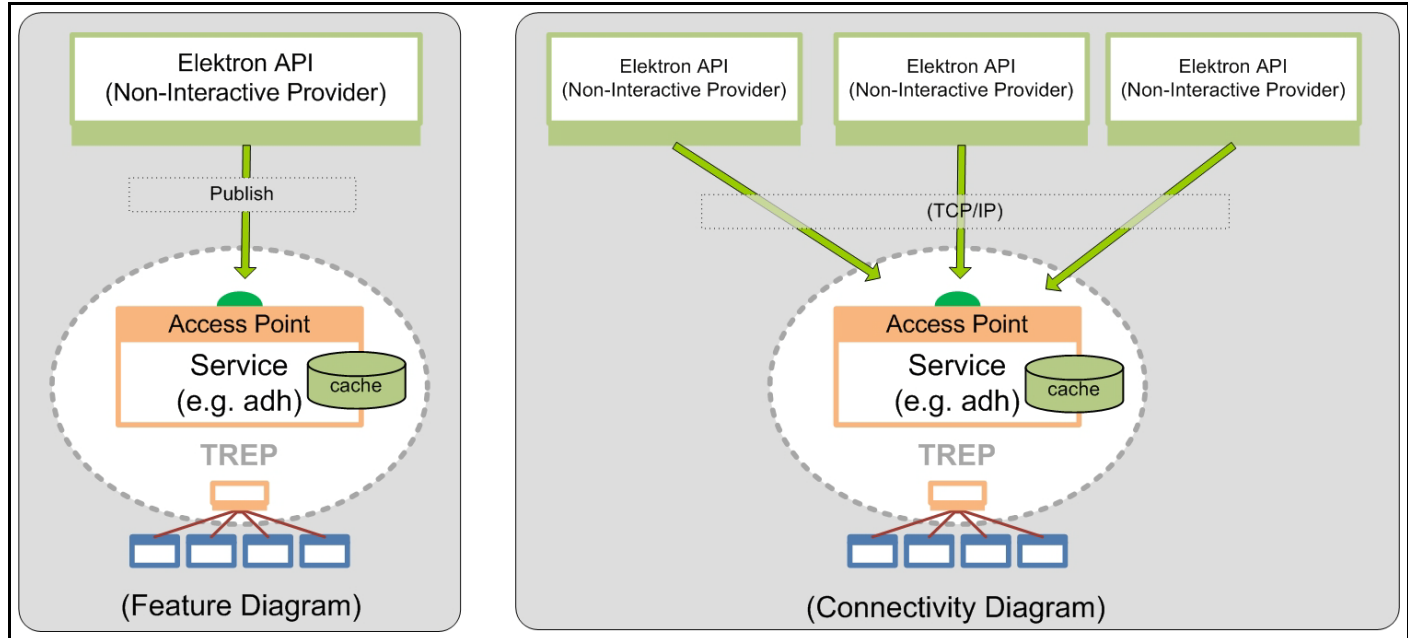 Elektron API
(Non-Interactive Provider)
Publish
Access Point
Service
(e.g. adh)
cache
TREP
(Feature Diagram)
Elektron API
(Non-Interactive Provider)
Elektron API
(Non-Interactive Provider)
Elektron API
(Non-Interactive Provider)
(TCP/IP)
Access Point
Service
(e.g. adh)
cache
TREP
(Connectivity Diagram)